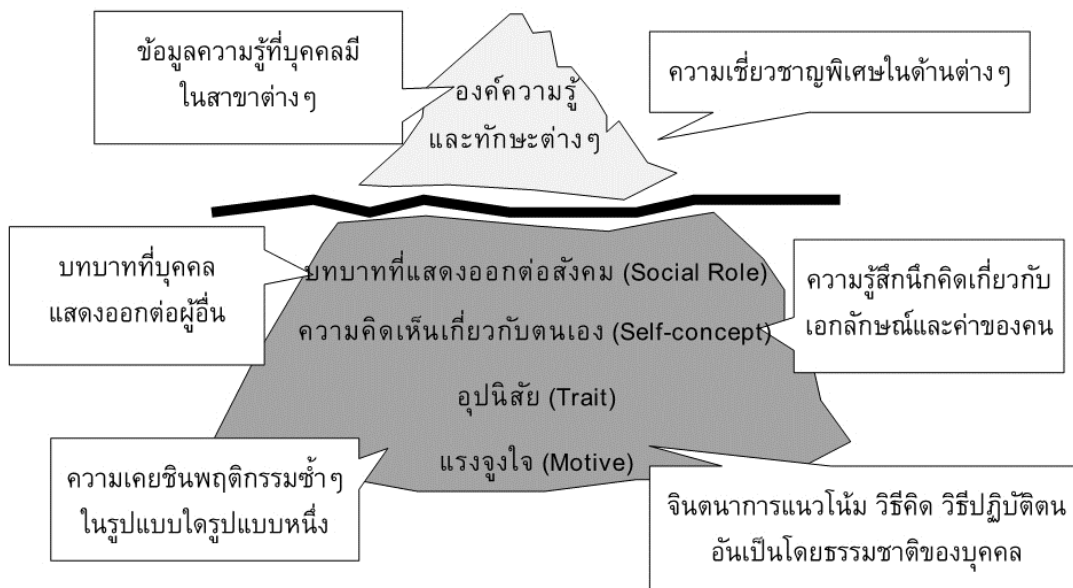 ข้อมูลความรู้ที่บุคคลมี
ในสาขาต่างๆ
องค์ความรู้
และทักษะต่างๆ
ความเชี่ยวชาญพิเศษในด้านต่างๆ
บทบาทที่บุคคล
แสดงออกต่อผู้อื่น
บทบาทที่แสดงออกต่อสังคม (Social Role)
ความคิดเห็นเกี่ยวกับตนเอง (Self-concept)
อุปนิสัย (Trait)
แรงจูงใจ (Motive)
ความรู้สึกนึกคิดเกี่ยวกับ
เอกลักษณ์และค่าของคน
ความเคยชินพฤติกรรมซ้ำๆ
ในรูปแบบใดรูปแบบหนึ่ง
จินตนาการแนวโน้ม วิธีคิด วิธีปฏิบัติตน
อันเป็นโดยธรรมชาติของบุคคล